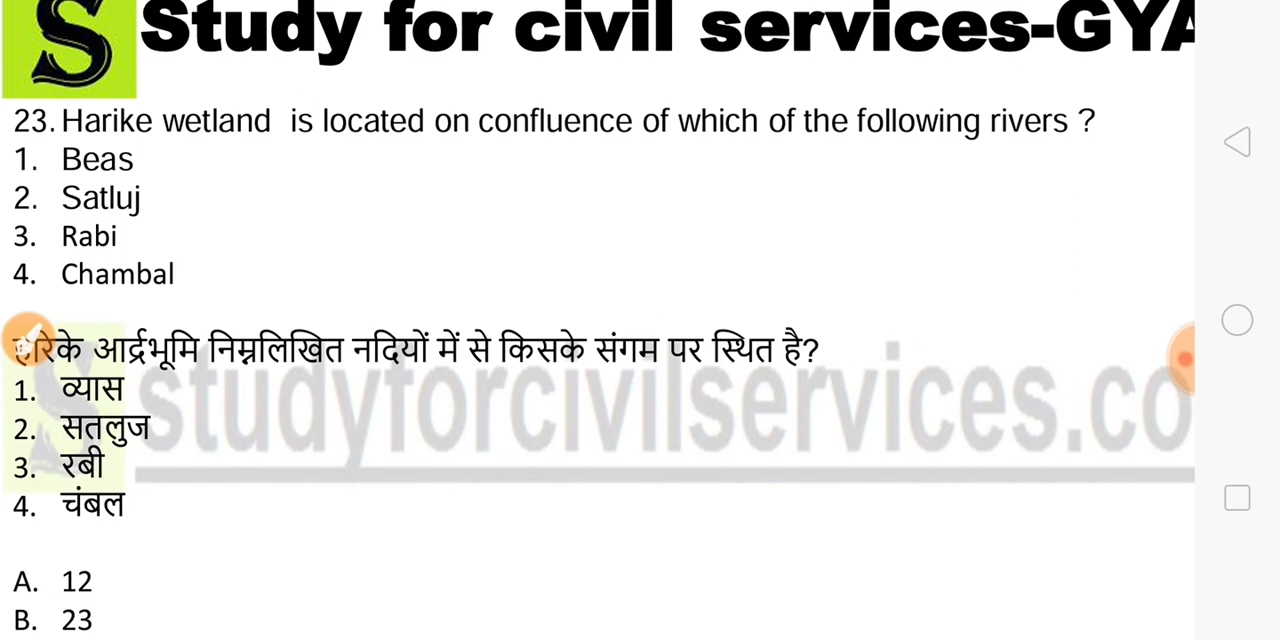 S Study for civil services-GYA
23. Harike wetland is located on confluence of which of the following rivers ?
1. Beas
2. Satluj
3. Rabi
4. Chambal
हरिके आर्द्रभूमि निम्नलिखित नदियों में से किसके संगम पर स्थित है?
1. व्यास
2. सतलुज
3. रबी
4. चंबल
studyforcivilservices.co
A. 12
B. 23